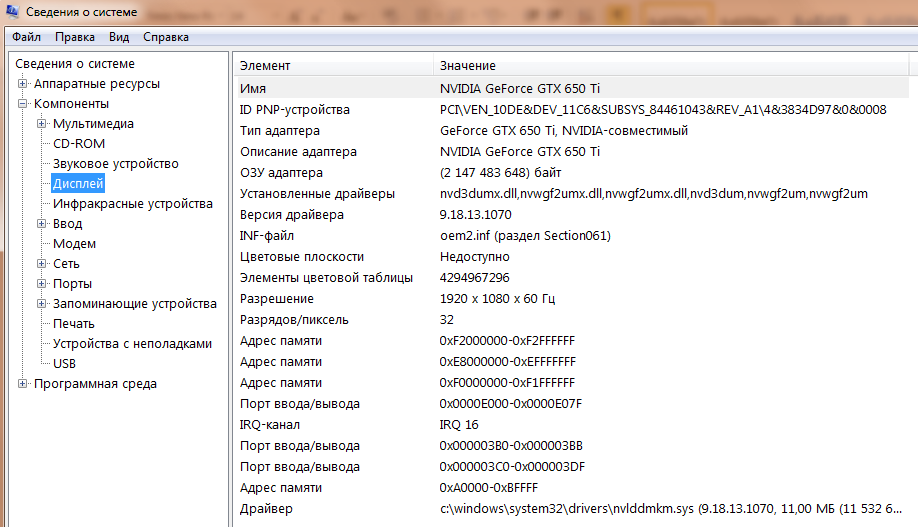 Сведения о системе
Файл Правка Вид Справка
Сведения о системе
Аппаратные ресурсы
Компоненты
Мультимедиа
CD-ROM
Звуковое устройство
Дисплей
Инфракрасные устройства
Ввод
Модем
Сеть
Порты
Запоминающие устройства
Печать
Устройства с неполадками
USB
Программная среда
Элемент Значение
Имя NVIDIA GeForce GTX 650 Ti
ID PNP-устройства PCI\VEN_10DE&DEV_11C6&SUBSYS_84461043&REV_A1\4&3834D97&0&0008
Тип адаптера GeForce GTX 650 Ti, NVIDIA-совместимый
Описание адаптера NVIDIA GeForce GTX 650 Ti
ОЗУ адаптера (2 147 483 648) байт
Установленные драйверы nvd3dumx.dll,nvwgf2umx.dll,nvwgf2umx.dll,nvd3dum,nvwgf2um,nvwgf2um
Версия драйвера 9.18.13.1070
INF-файл oem2.inf (раздел Section061)
Цветовые плоскости Недоступно
Элементы цветовой таблицы 4294967296
Разрешение 1920 x 1080 x 60 Гц
Разрядов/пиксель 32
Адрес памяти 0xF2000000-0xF2FFFFFF
Адрес памяти 0xE8000000-0xEFFFFFFF
Адрес памяти 0xF0000000-0xF1FFFFFF
Порт ввода/вывода 0x0000E000-0x0000E07F
IRQ-канал IRQ 16
Порт ввода/вывода 0x000003B0-0x000003BB
Порт ввода/вывода 0x000003C0-0x000003DF
Адрес памяти 0xA0000-0xBFFFF
Драйвер c:\windows\system32\drivers\nvlddmkm.sys (9.18.13.1070, 11,00 МБ (11 532 6...